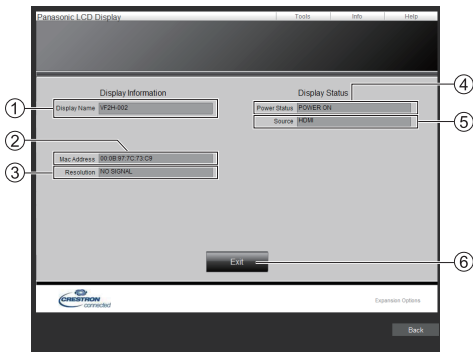 Panasonic LCD Display Tools Info Help
Display Information
Display Status
① Display Name VF2H-002
Power Status POWER ON ④
Source HDMI ⑤
②
Mac Address 00:0B:97:7C:73:C9
③ Resolution NO SIGNAL
Exit ⑥
CRESTRON
connected
Expansion Options
Back